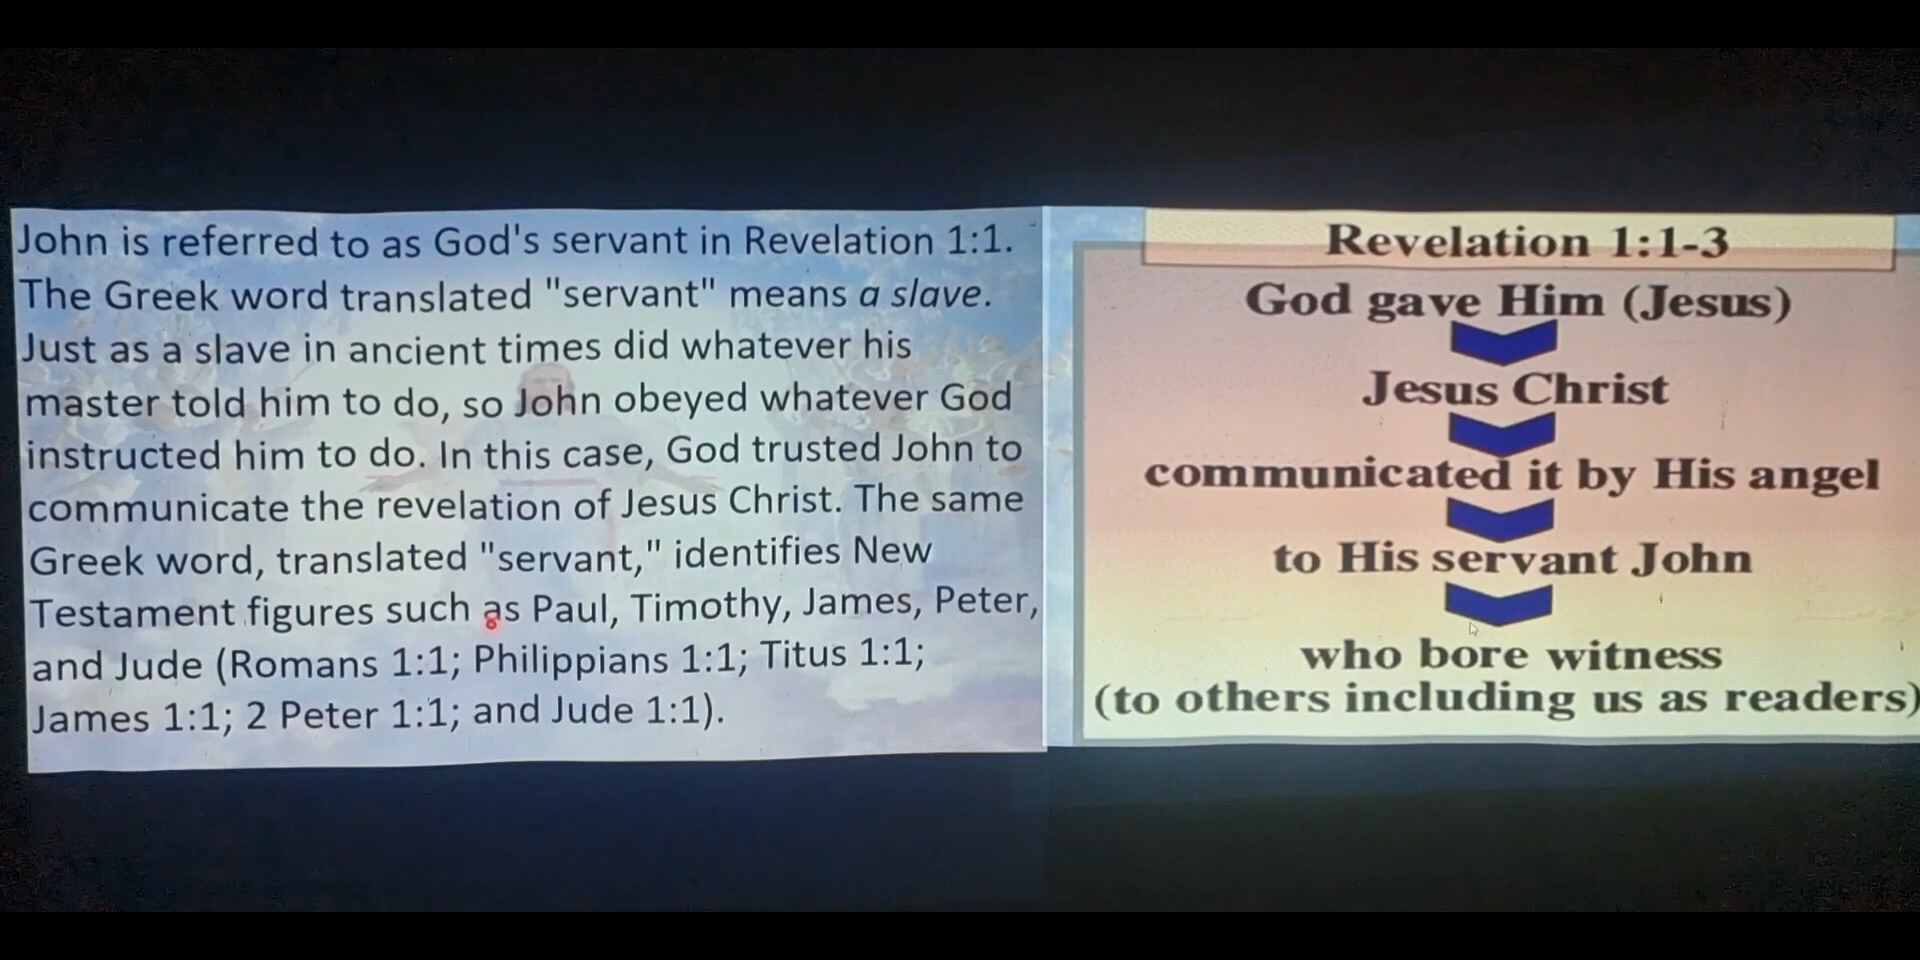 John is referred to as God's servant in Revelation 1:1.
The Greek word translated "servant" means a slave.
Just as a slave in ancient times did whatever his
master told him to do, so John obeyed whatever God
instructed him to do. In this case, God trusted John to
communicate the revelation of Jesus Christ. The same
Greek word, translated "servant," identifies New
Testament figures such as Paul, Timothy, James, Peter,
and Jude (Romans 1:1; Philippians 1:1; Titus 1:1;
James 1:1; 2 Peter 1:1; and Jude 1:1).
Revelation 1:1-3
God gave Him (Jesus)
Jesus Christ
communicated it by His angel
to His servant John
who bore witness
(to others including us as readers)